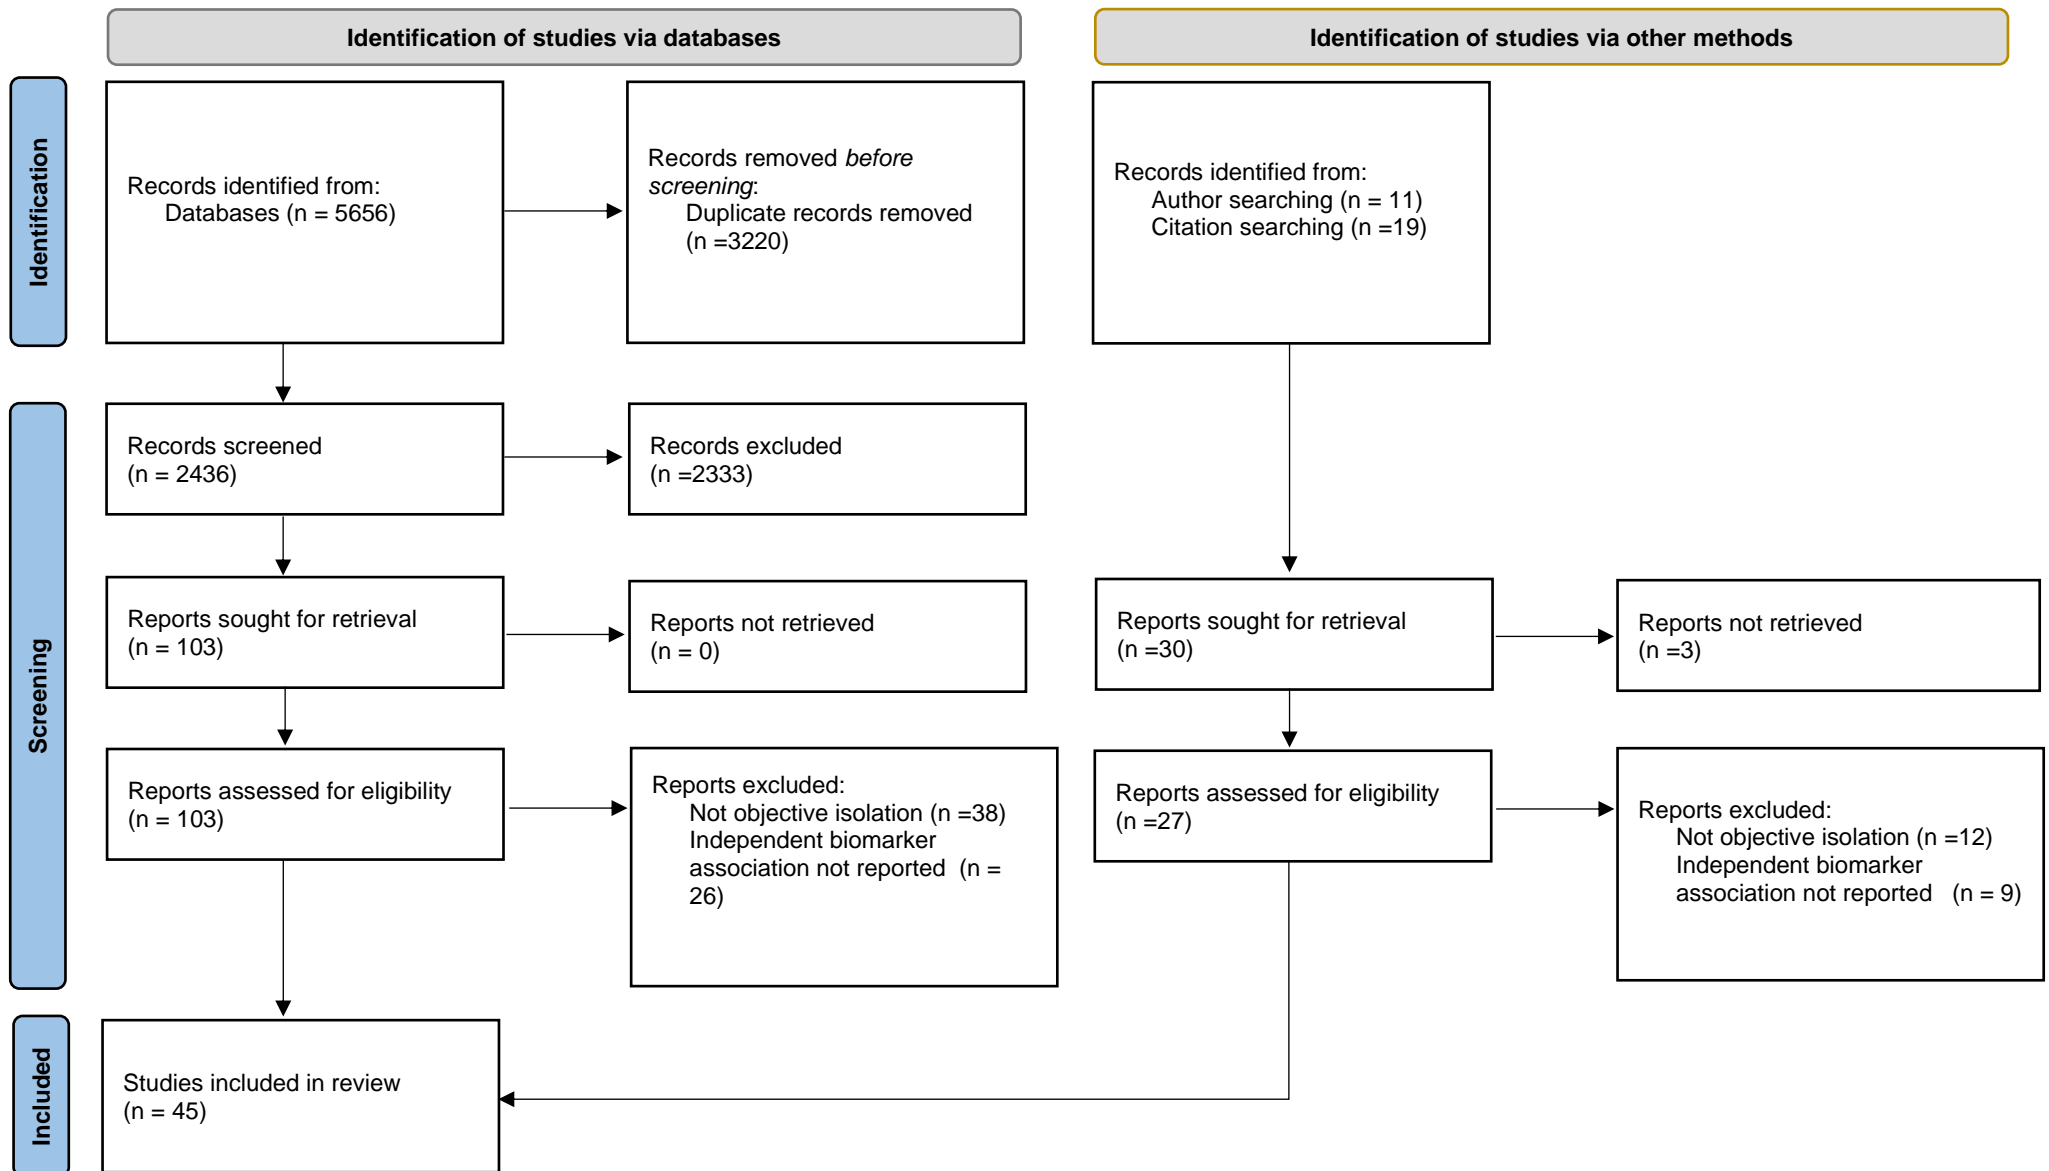 Identification of studies via databases
Identification of studies via other methods
Identification
Records identified from:
Databases (n = 5656)
Records removed before
screening:
Duplicate records removed
(n =3220)
Records identified from:
Author searching (n = 11)
Citation searching (n =19)
Screening
Records screened
(n = 2436)
Records excluded
(n =2333)
Reports sought for retrieval
(n = 103)
Reports not retrieved
(n = 0)
Reports sought for retrieval
(n =30)
Reports not retrieved
(n =3)
Reports assessed for eligibility
(n = 103)
Reports excluded:
Not objective isolation (n =38)
Independent biomarker
association not reported  (n =
26)
Reports assessed for eligibility
(n =27)
Reports excluded:
Not objective isolation (n =12)
Independent biomarker
association not reported   (n = 9)
Included
Studies included in review
(n = 45)